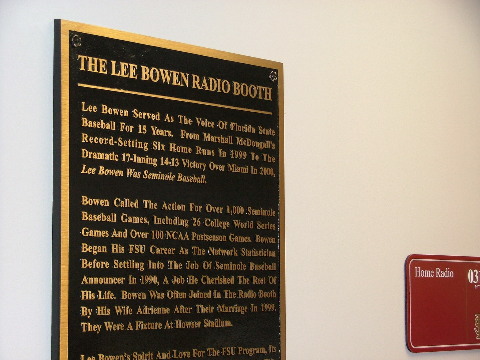 THE LEE BOWEN RADIO BOOTH
Lee Bowen Served As The Voice Of Florida State
Baseball For 15 Years. From Marshall McDougall's
Record-Setting Six Home Runs In 1999 To The
Dramatic 17-Inning 14-13 Victory Over Miami In 2000,
Lee Bowen Was Seminole Baseball.
Bowen Called The Action For Over 1,000 Seminole
Baseball Games, Including 26 College World Series
Games And Over 100 NCAA Postseason Games. Bowen
Began His FSU Career As The Network Statistician
Before Settling Into The Job Of Seminole Baseball
Announcer In 1990, A Job He Cherished The Rest Of
His Life. Bowen Was Often Joined In The Radio Booth
By His Wife Adrienne After Their Marriage In 1999.
They Were A Fixture At Howser Stadium.
Lee Bowen's Spirit And Love For The FSU Program, Its
Home Radio